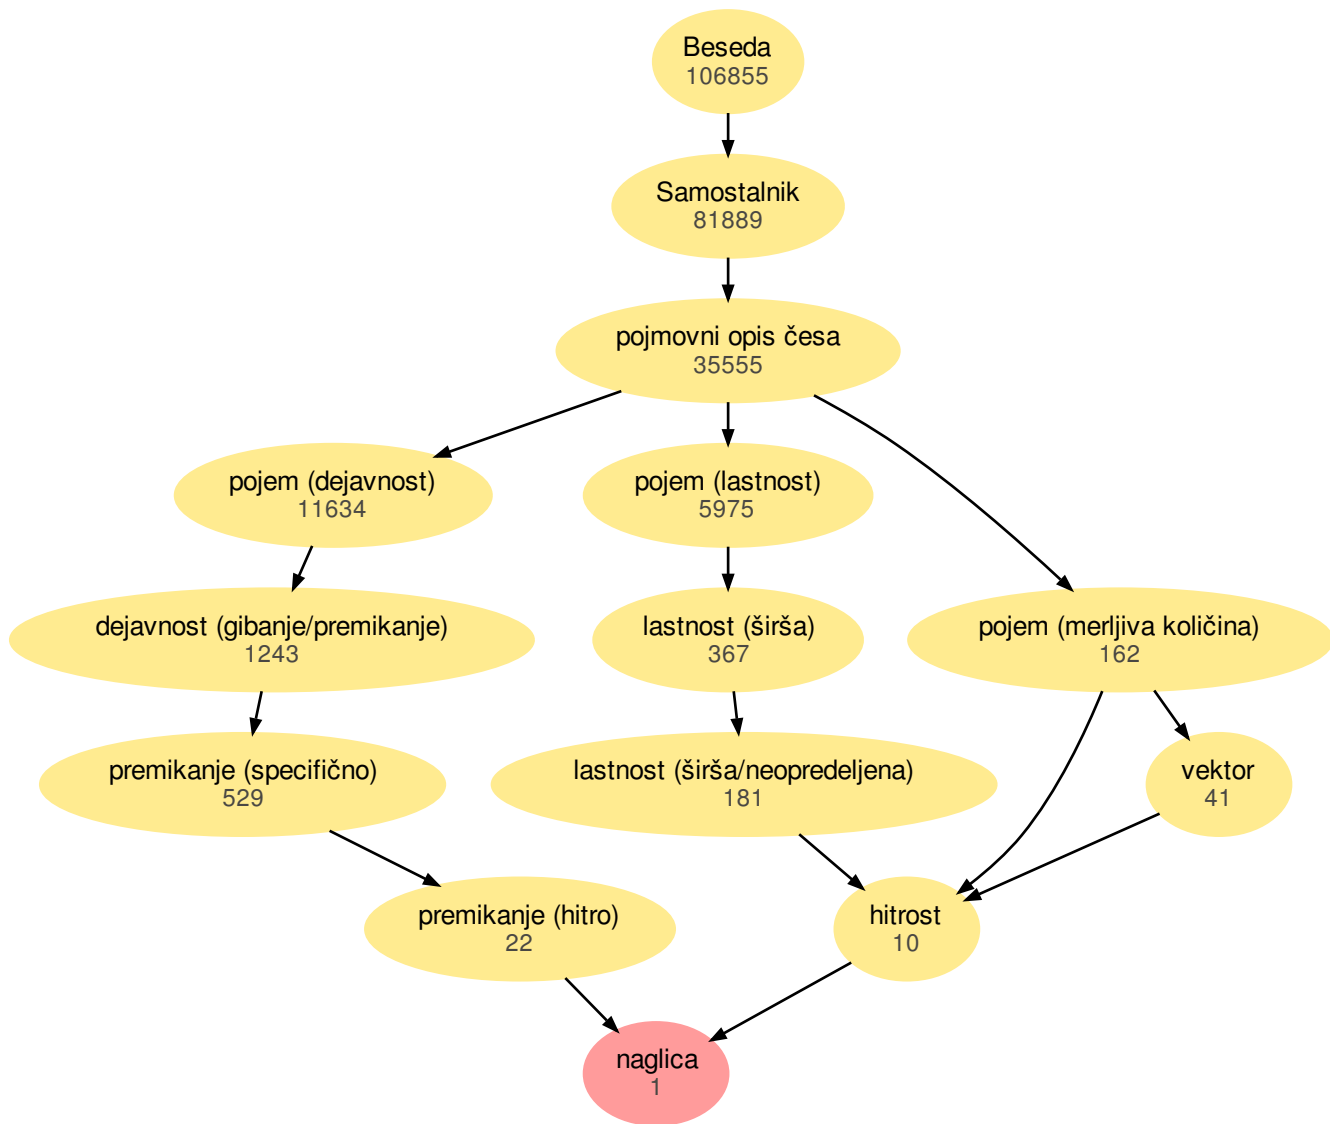 Beseda
106855
Samostalnik
81889
pojmovni opis česa
35555
pojem (dejavnost)
11634
pojem (lastnost)
5975
dejavnost (gibanje/premikanje)
1243
lastnost (širša)
367
pojem (merljiva količina)
162
premikanje (specifično)
529
lastnost (širša/neopredeljena)
181
vektor
41
premikanje (hitro)
22
hitrost
10
naglica
1